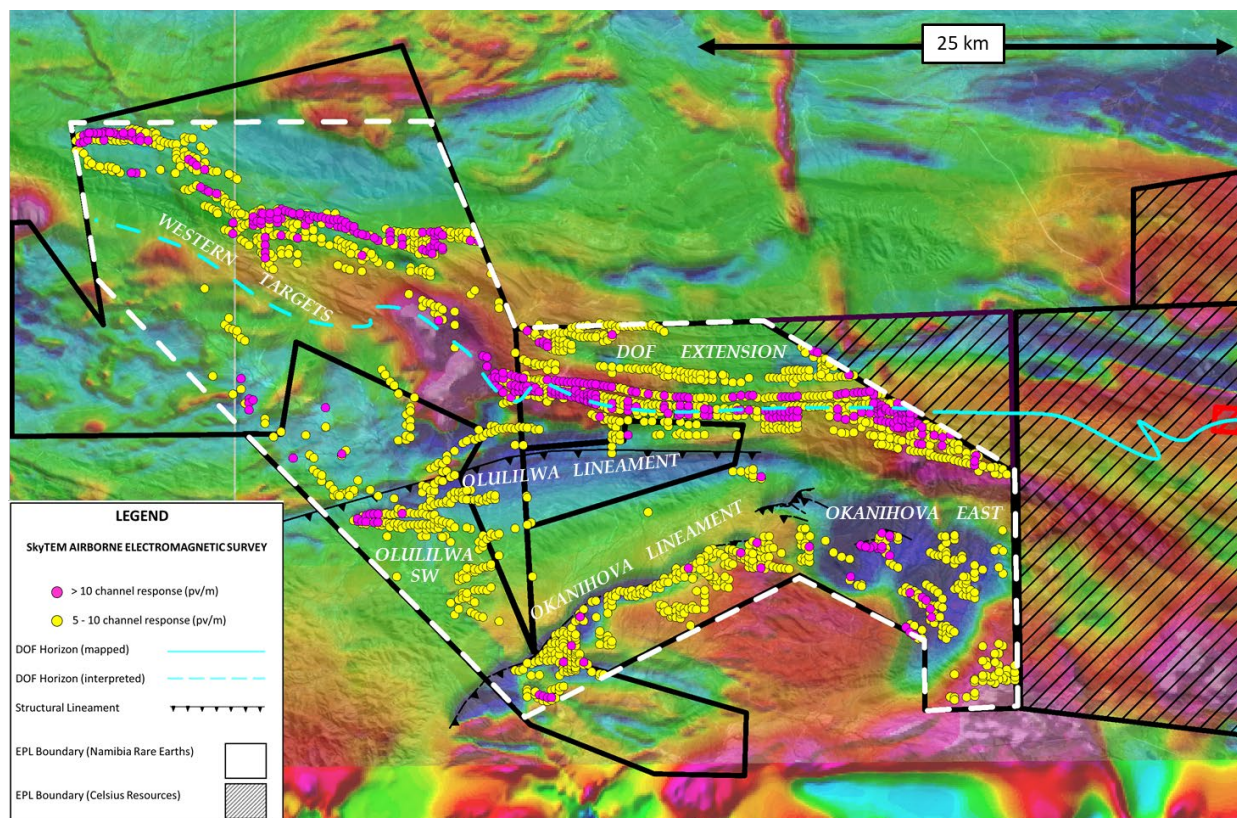 25 km
WESTERN TARGETS
DOF EXTENSION
OLULILWA LINEAMENT
OKANIHOVA EAST
OKANIHOVA LINEAMENT
OLULILWA
SW
LEGEND
SkyTEM AIRBORNE ELECTROMAGNETIC SURVEY
> 10 channel response (pv/m)
5 - 10 channel response (pv/m)
DOF Horizon (mapped)
DOF Horizon (interpreted)
Structural Lineament
EPL Boundary (Namibia Rare Earths)
EPL Boundary (Celsius Resources)